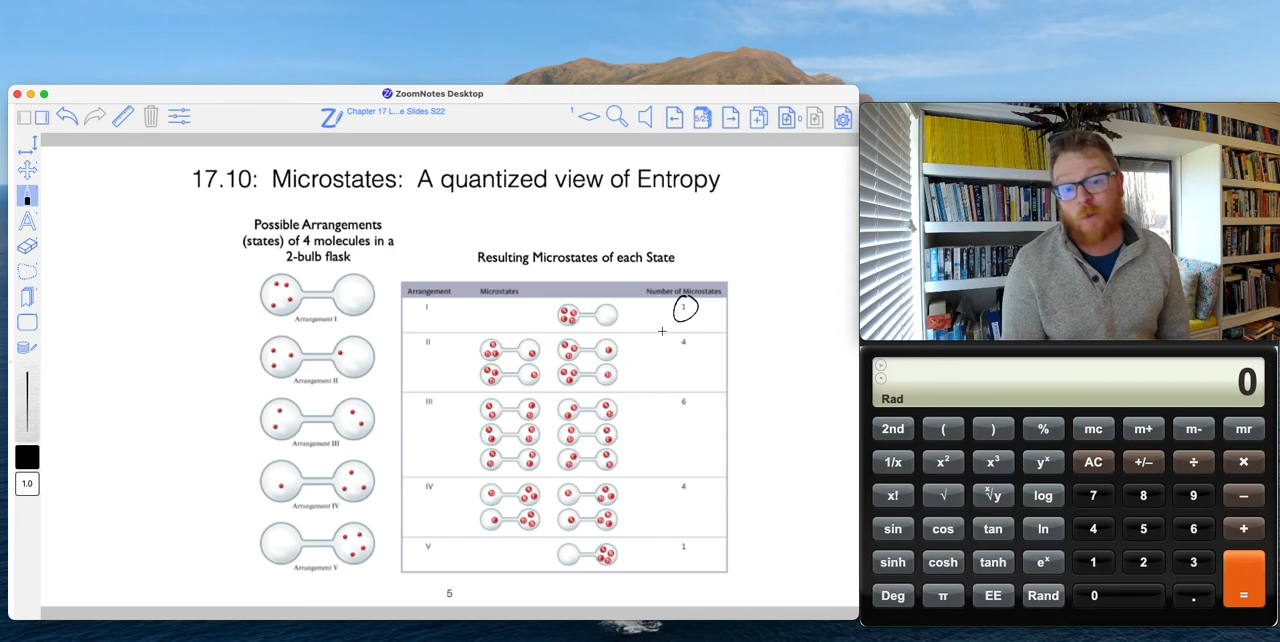 ZoomNotes Desktop
Chapter 17 L...e Slides S22
1
5/25
0
A
1.0
17.10: Microstates: A quantized view of Entropy
Possible Arrangements
(states) of 4 molecules in a
2-bulb flask
Arrangement I
Arrangement II
Arrangement III
Arrangement IV
Arrangement V
Resulting Microstates of each State
Arrangement Microstates Number of Microstates
I 1
II 4
III 6
IV 4
V 1
5
0
Rad
2nd ( ) % mc m+ m- mr
1/x x² x³ yˣ AC +/− ÷ ×
x! √ ˣ√y log 7 8 9 −
sin cos tan ln 4 5 6 +
sinh cosh tanh eˣ 1 2 3 =
Deg π EE Rand 0 .